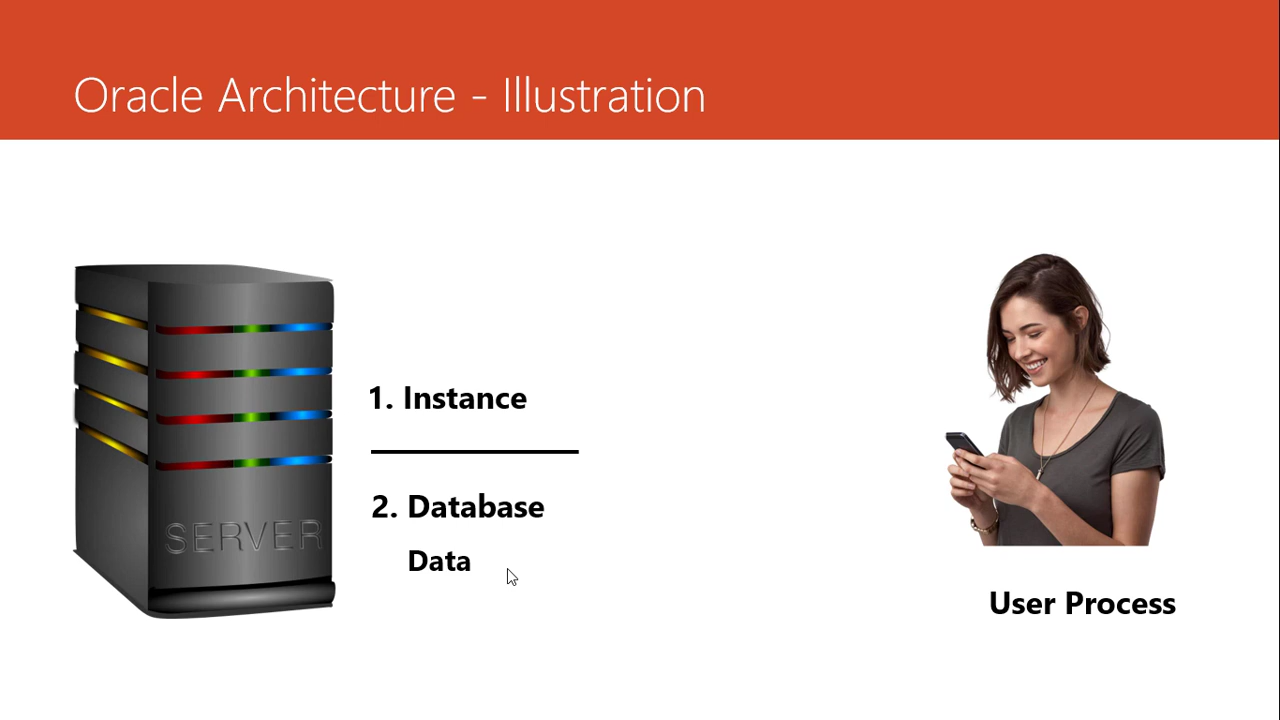 Oracle Architecture - Illustration
1. Instance
2. Database
Data
SERVER
User Process